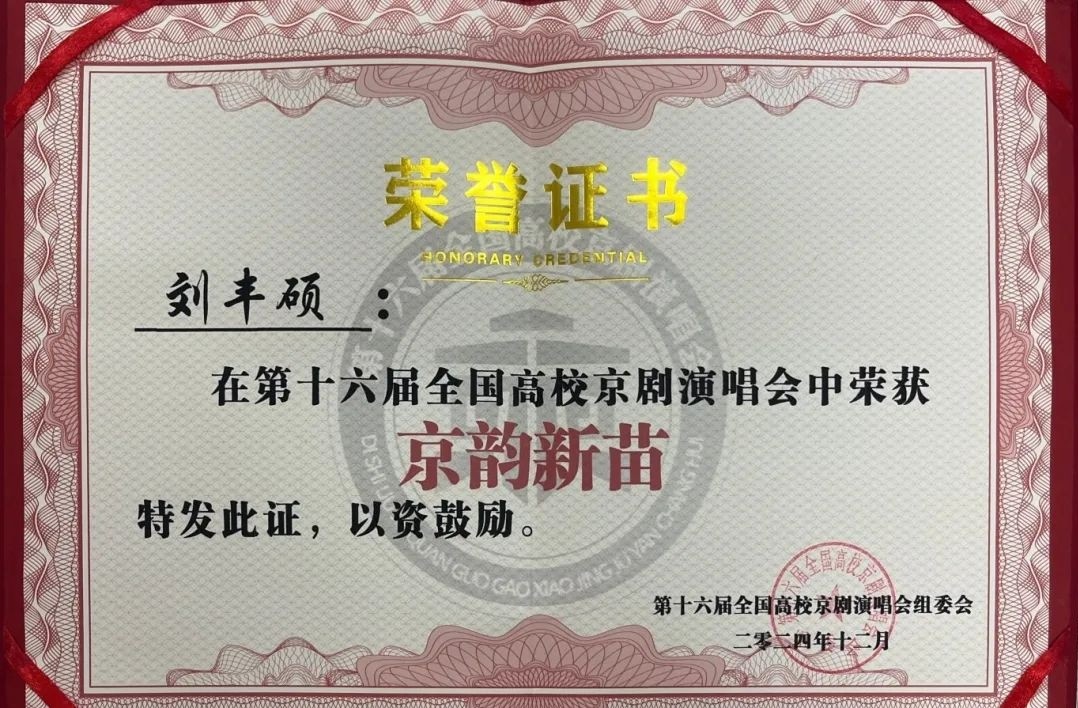 荣誉证书
HONORARY CREDENTIAL
刘丰硕：
在第十六届全国高校京剧演唱会中荣获
京韵新苗
特发此证，以资鼓励。
第十六届全国高校京剧演唱会组委会
二零二四年十二月